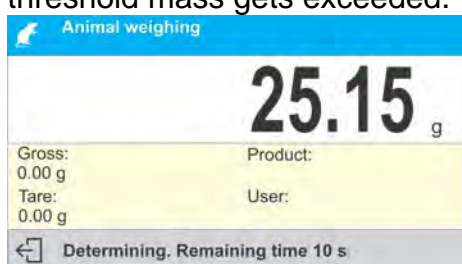 threshold mass gets exceeded.
Animal weighing
25.15 g
Gross: Product:
0.00 g
Tare: User:
0.00 g
Determining. Remaining time 10 s